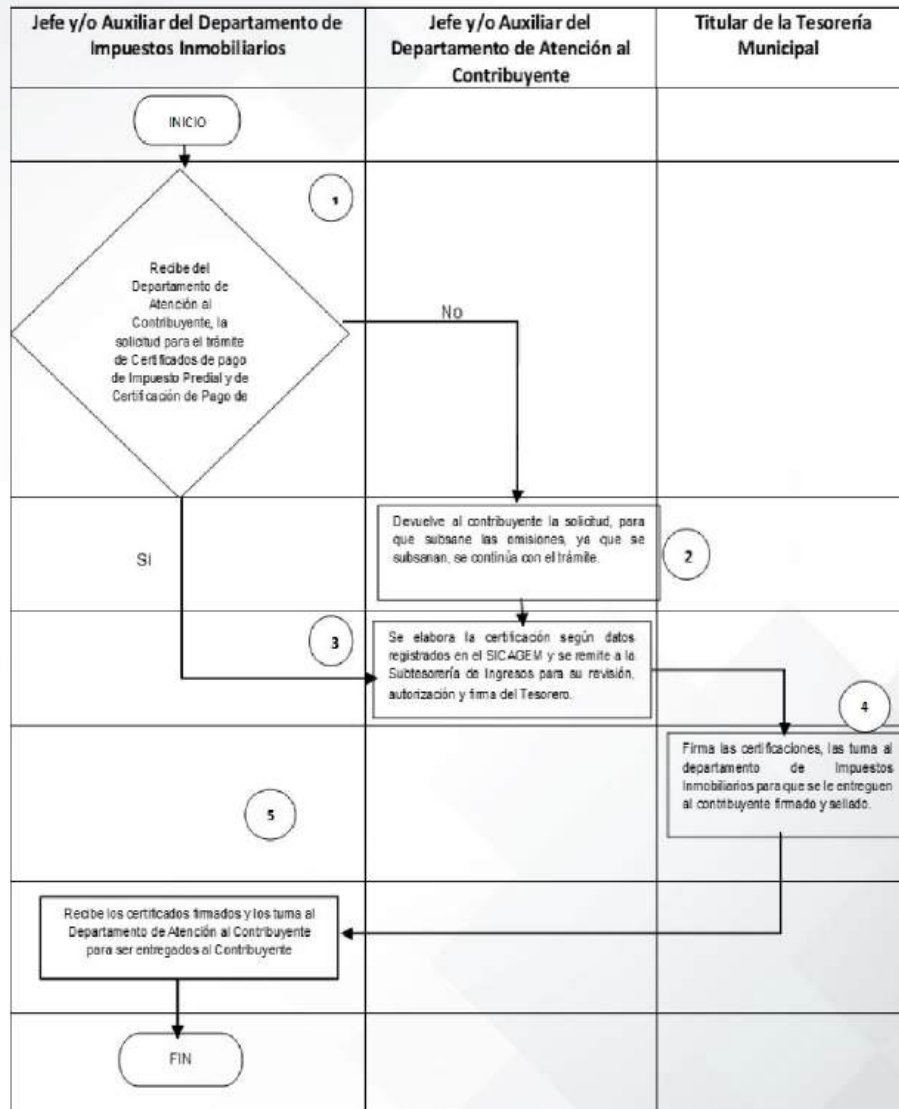 Jefe y/o Auxiliar del Departamento de
Impuestos Inmobiliarios
Jefe y/o Auxiliar del
Departamento de Atención al
Contribuyente
Titular de la Tesorería
Municipal
INICIO
1
Recibe del
Departamento de
Atención al
Contribuyente, la
solicitud para el trámite
de Certificados de pago
de Impuesto Predial y de
Certificación de Pago de
No
Devuelve al contribuyente la solicitud, para
que subsane las omisiones, ya que se
subsanan, se continúa con el trámite.
2
Si
3
Se elabora la certificación según datos
registrados en el SICAGEM y se remite a la
Subtesorería de Ingresos para su revisión,
autorización y firma del Tesorero.
4
Firma las certificaciones, las turna al
departamento de Impuestos
Inmobiliarios para que se le entreguen
al contribuyente firmado y sellado.
5
Recibe los certificados firmados y los turna al
Departamento de Atención al Contribuyente
para ser entregados al Contribuyente
FIN